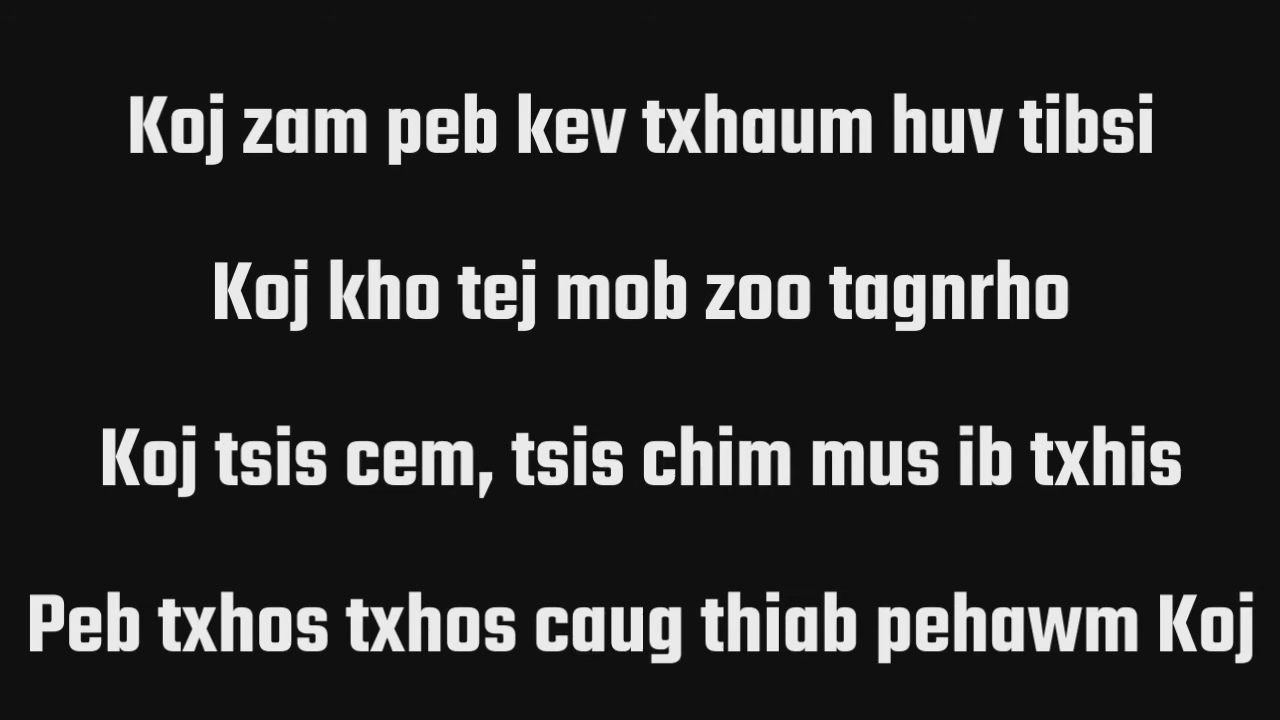 Koj zam peb kev txhaum huv tibsi
Koj kho tej mob zoo tagnrho
Koj tsis cem, tsis chim mus ib txhis
Peb txhos txhos caug thiab pehawm Koj